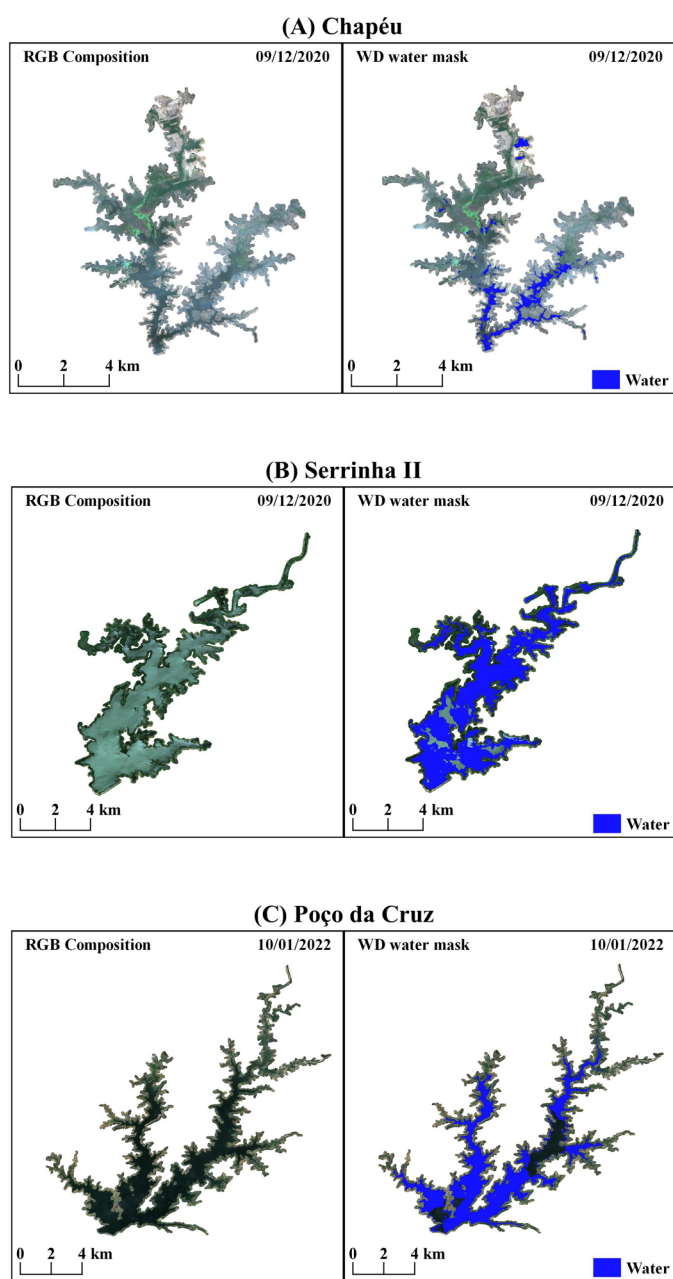 (A) Chapéu
RGB Composition 09/12/2020
WD water mask 09/12/2020
0 2 4 km
0 2 4 km
Water
(B) Serrinha II
RGB Composition 09/12/2020
WD water mask 09/12/2020
0 2 4 km
0 2 4 km
Water
(C) Poço da Cruz
RGB Composition 10/01/2022
WD water mask 10/01/2022
0 2 4 km
0 2 4 km
Water